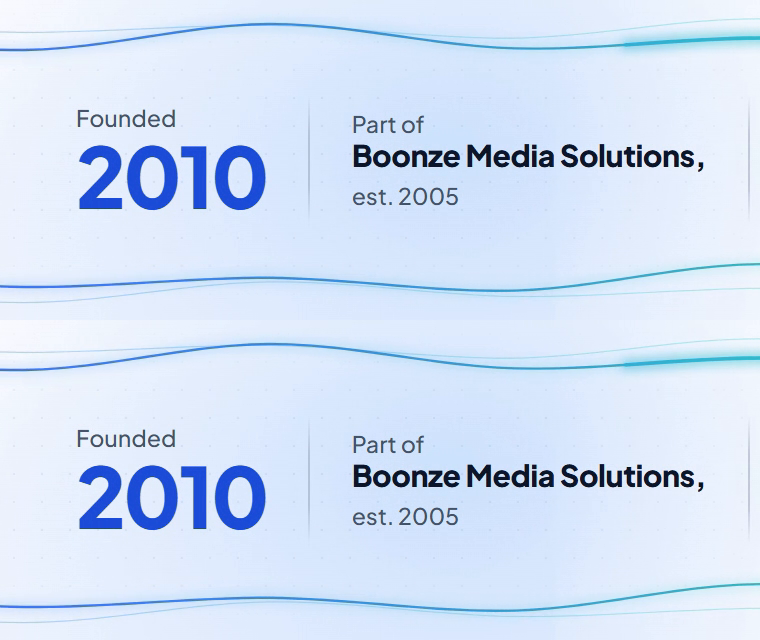 Founded
2010
Part of
Boonze Media Solutions,
est. 2005
Founded
2010
Part of
Boonze Media Solutions,
est. 2005